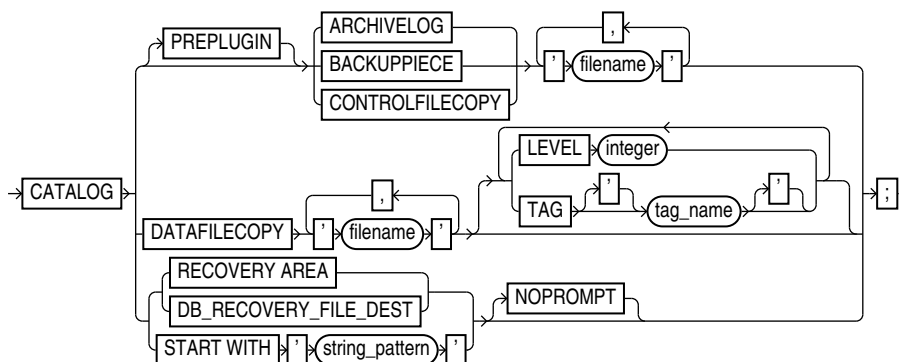 ARCHIVELOG
,
PREPLUGIN
BACKUPPIECE ' filename '
CONTROLFILECOPY
LEVEL integer
CATALOG ;
, ' '
TAG tag_name
DATAFILECOPY ' filename '
RECOVERY AREA
NOPROMPT
DB_RECOVERY_FILE_DEST
START WITH ' string_pattern '